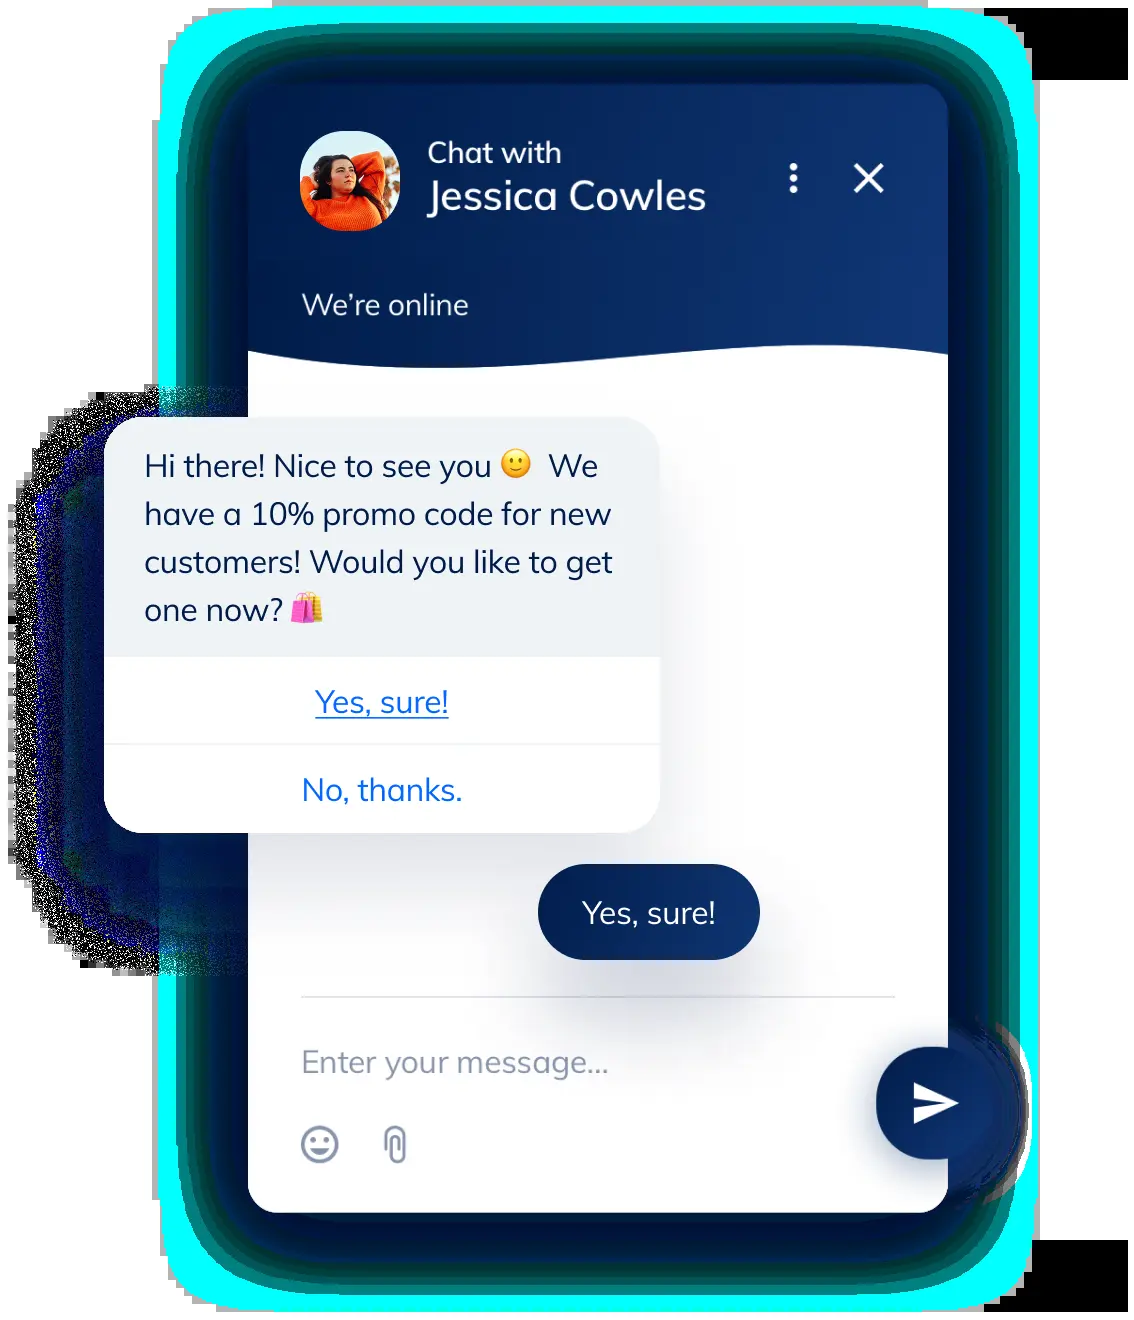 Chat with
Jessica Cowles
We’re online
Hi there! Nice to see you 🙂 We
have a 10% promo code for new
customers! Would you like to get
one now? 🛍️
Yes, sure!
No, thanks.
Yes, sure!
Enter your message...